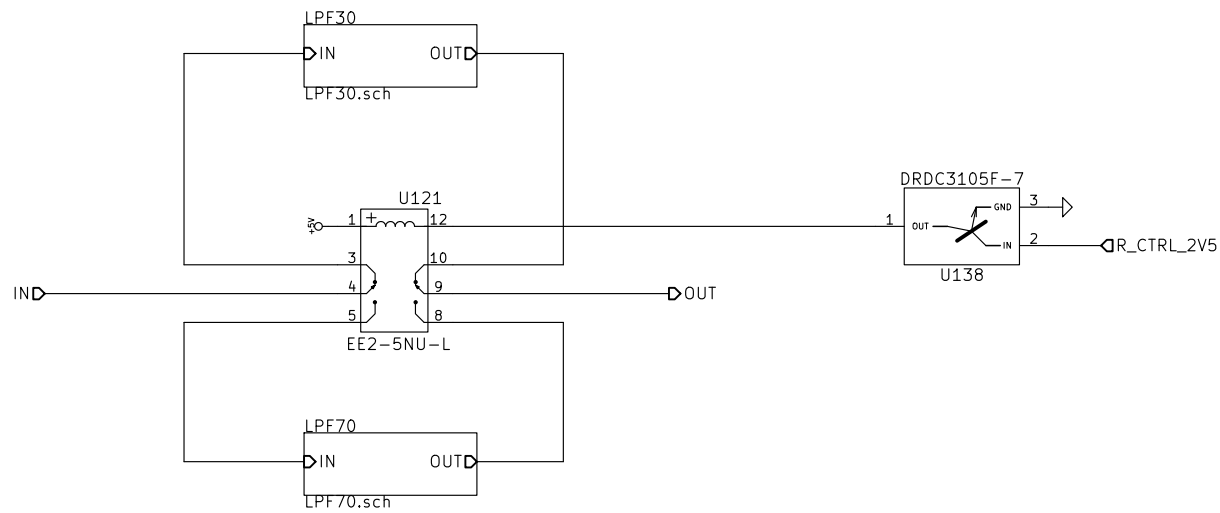 LPF30
IN OUT
LPF30.sch
DRDC3105F-7
U121
+5V 1 + 12
1 OUT GND 3
IN 2 R_CTRL_2V5
U138
3 10
IN 4 9 OUT
5 8
EE2-5NU-L
LPF70
IN OUT
LPF70.sch